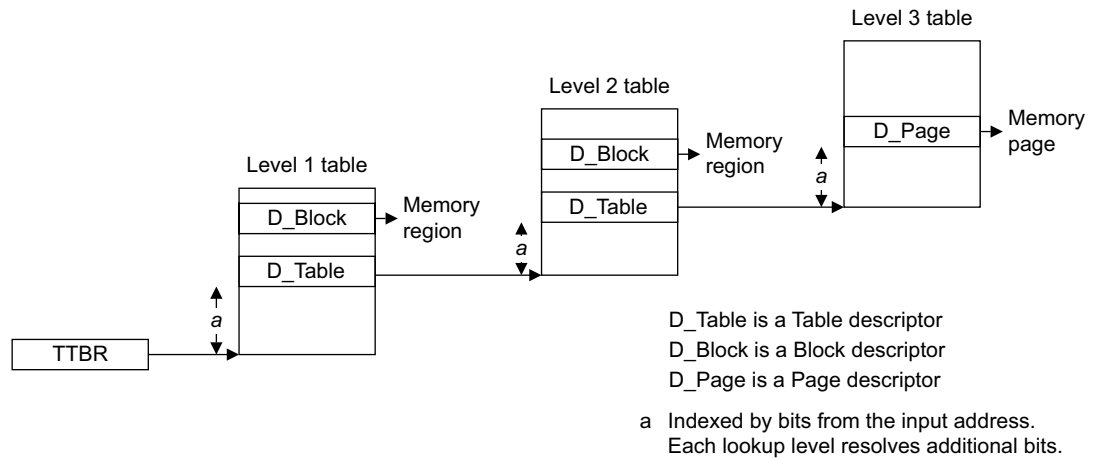 Level 3 table
D_Page
Memory
page
a
Level 2 table
D_Block
Memory
region
D_Table
a
Level 1 table
D_Block
Memory
region
D_Table
a
TTBR
D_Table is a Table descriptor
D_Block is a Block descriptor
D_Page is a Page descriptor
a Indexed by bits from the input address.
Each lookup level resolves additional bits.